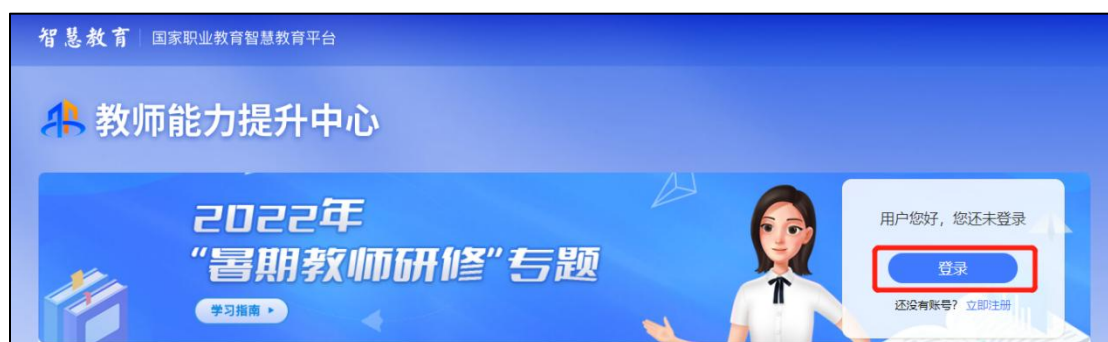 智慧教育 国家职业教育智慧教育平台
教师能力提升中心
2022年
“暑期教师研修”专题
学习指南
用户您好，您还未登录
登录
还没有账号？ 立即注册